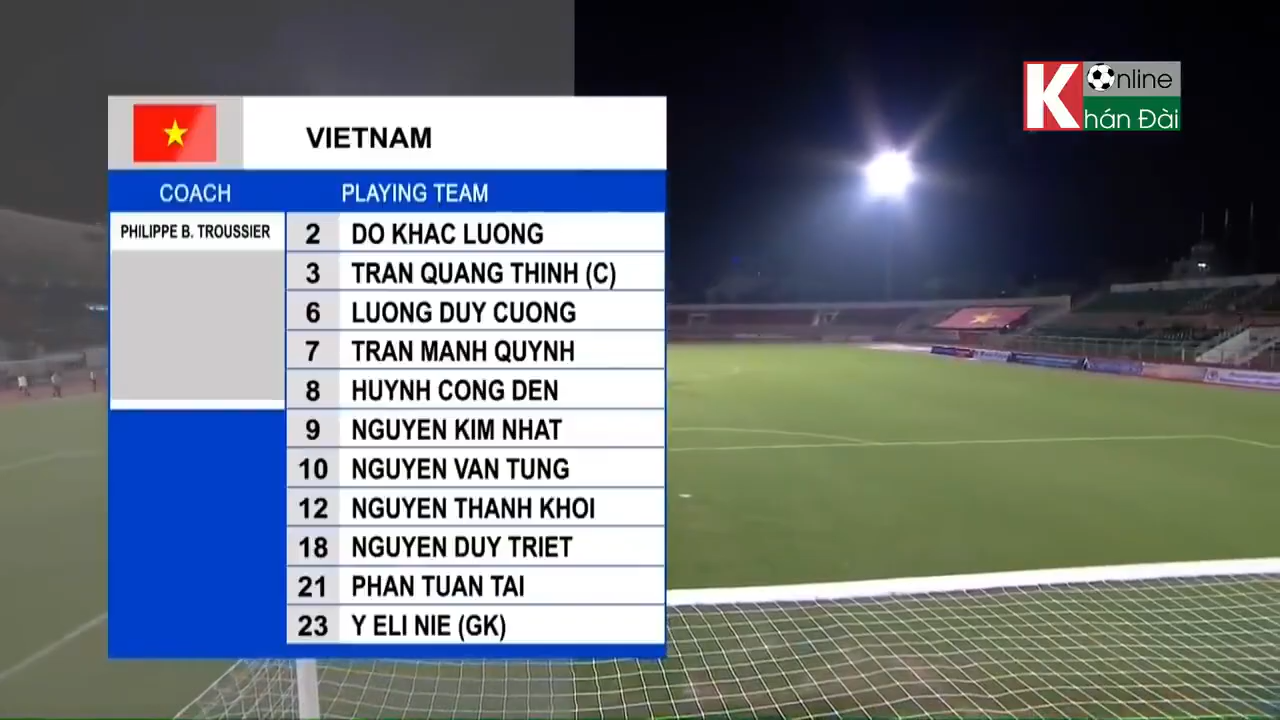 VIETNAM
COACH
PLAYING TEAM
PHILIPPE B. TROUSSIER
2 DO KHAC LUONG
3 TRAN QUANG THINH (C)
6 LUONG DUY CUONG
7 TRAN MANH QUYNH
8 HUYNH CONG DEN
9 NGUYEN KIM NHAT
10 NGUYEN VAN TUNG
12 NGUYEN THANH KHOI
18 NGUYEN DUY TRIET
21 PHAN TUAN TAI
23 Y ELI NIE (GK)
Khán Đài
Online